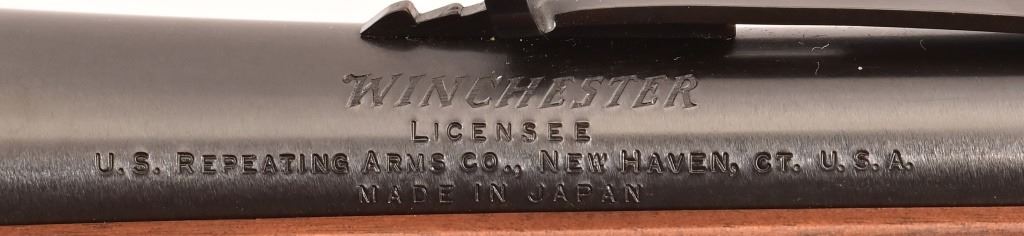 WINCHESTER
LICENSEE
U.S. REPEATING ARMS CO., NEW HAVEN, CT. U.S.A.
MADE IN JAPAN